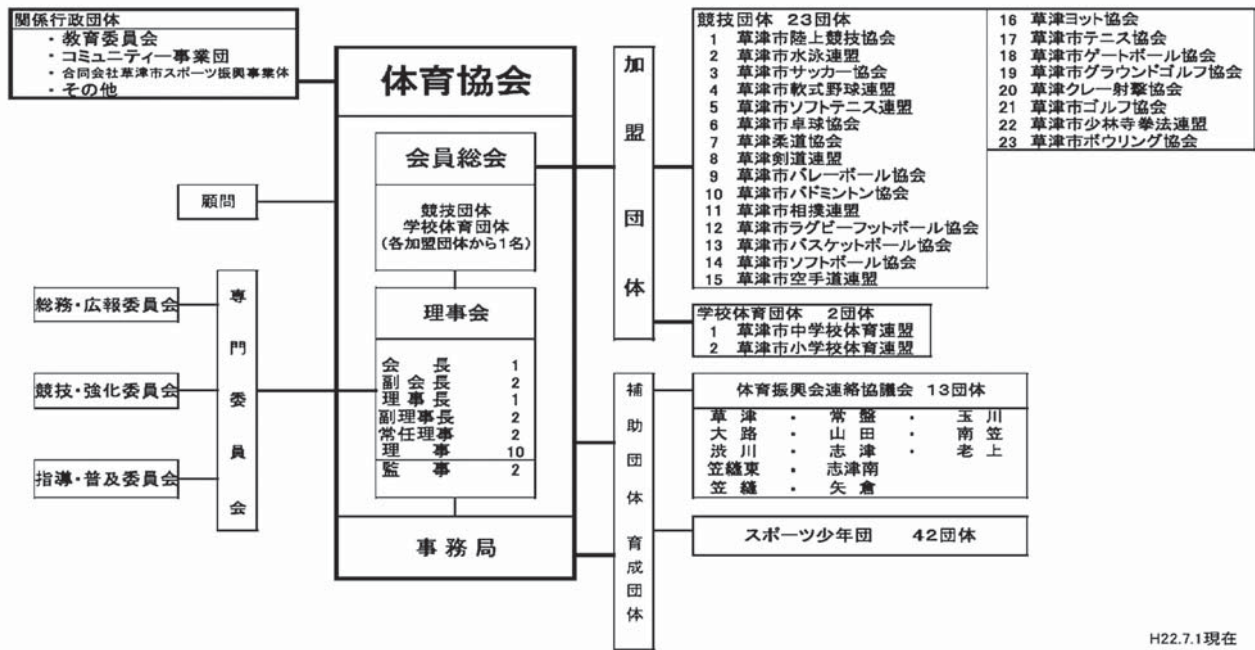 関係行政団体
・教育委員会
・コミュニティー事業団
・合同会社草津市スポーツ振興事業体
・その他
顧問
総務・広報委員会
競技・強化委員会
指導・普及委員会
専門委員会
体育協会
会員総会
競技団体
学校体育団体
(各加盟団体から1名)
理事会
会長 1
副会長 2
理事長 1
副理事長 2
常任理事 2
理事 10
監事 2
事務局
加盟団体
競技団体 23団体
1 草津市陸上競技協会
2 草津市水泳連盟
3 草津市サッカー協会
4 草津市軟式野球連盟
5 草津市ソフトテニス連盟
6 草津市卓球協会
7 草津柔道協会
8 草津剣道連盟
9 草津市バレーボール協会
10 草津市バドミントン協会
11 草津市相撲連盟
12 草津市ラグビーフットボール協会
13 草津市バスケットボール協会
14 草津市ソフトボール協会
15 草津市空手道連盟
16 草津ヨット協会
17 草津市テニス協会
18 草津市ゲートボール協会
19 草津市グラウンドゴルフ協会
20 草津クレー射撃協会
21 草津市ゴルフ協会
22 草津市少林寺拳法連盟
23 草津市ボウリング協会
学校体育団体 2団体
1 草津市中学校体育連盟
2 草津市小学校体育連盟
補助団体 育成団体
体育振興会連絡協議会 13団体
草津・常盤・玉川
大路・山田・南笠
渋川・志津・老上
笠縫東・志津南
笠縫・矢倉
スポーツ少年団 42団体
H22.7.1現在